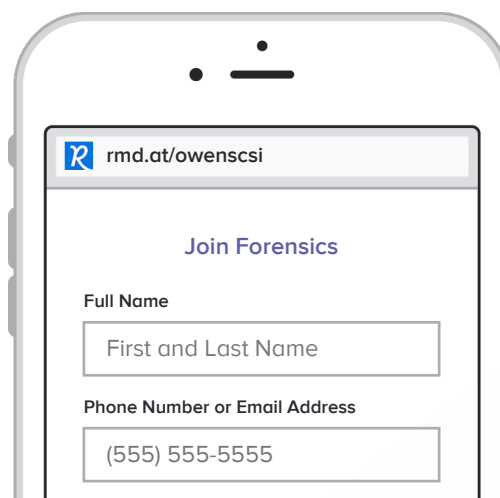 rmd.at/owenscsi
Join Forensics
Full Name
First and Last Name
Phone Number or Email Address
(555) 555-5555